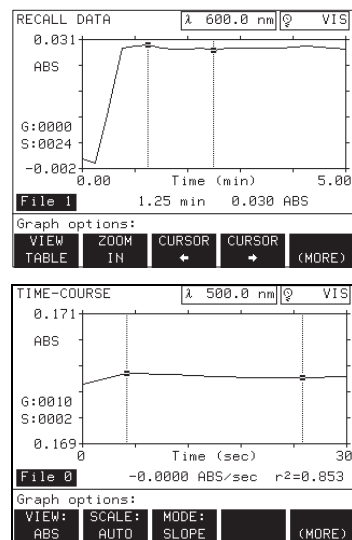 RECALL DATA λ 600.0 nm VIS
0.031
ABS
G:0000
S:0024
-0.002
0.00 Time (min) 5.00
File 1 1.25 min 0.030 ABS
Graph options:
VIEW TABLE ZOOM IN CURSOR ← CURSOR → (MORE)
TIME-COURSE λ 500.0 nm VIS
0.171
ABS
G:0010
S:0002
0.169
0 Time (sec) 30
File 0 -0.0000 ABS/sec r²=0.853
Graph options:
VIEW: ABS SCALE: AUTO MODE: SLOPE (MORE)